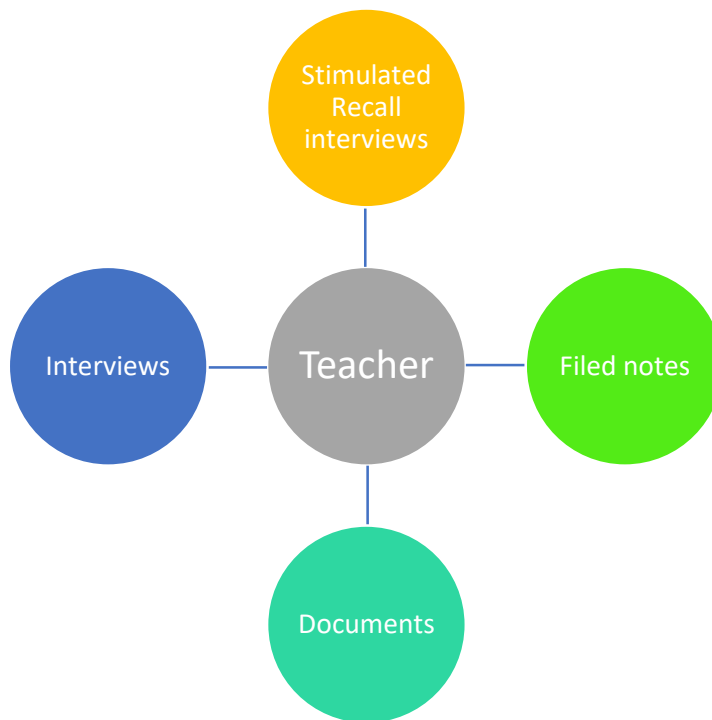 Stimulated
Recall
interviews
Interviews
Teacher
Filed notes
Documents